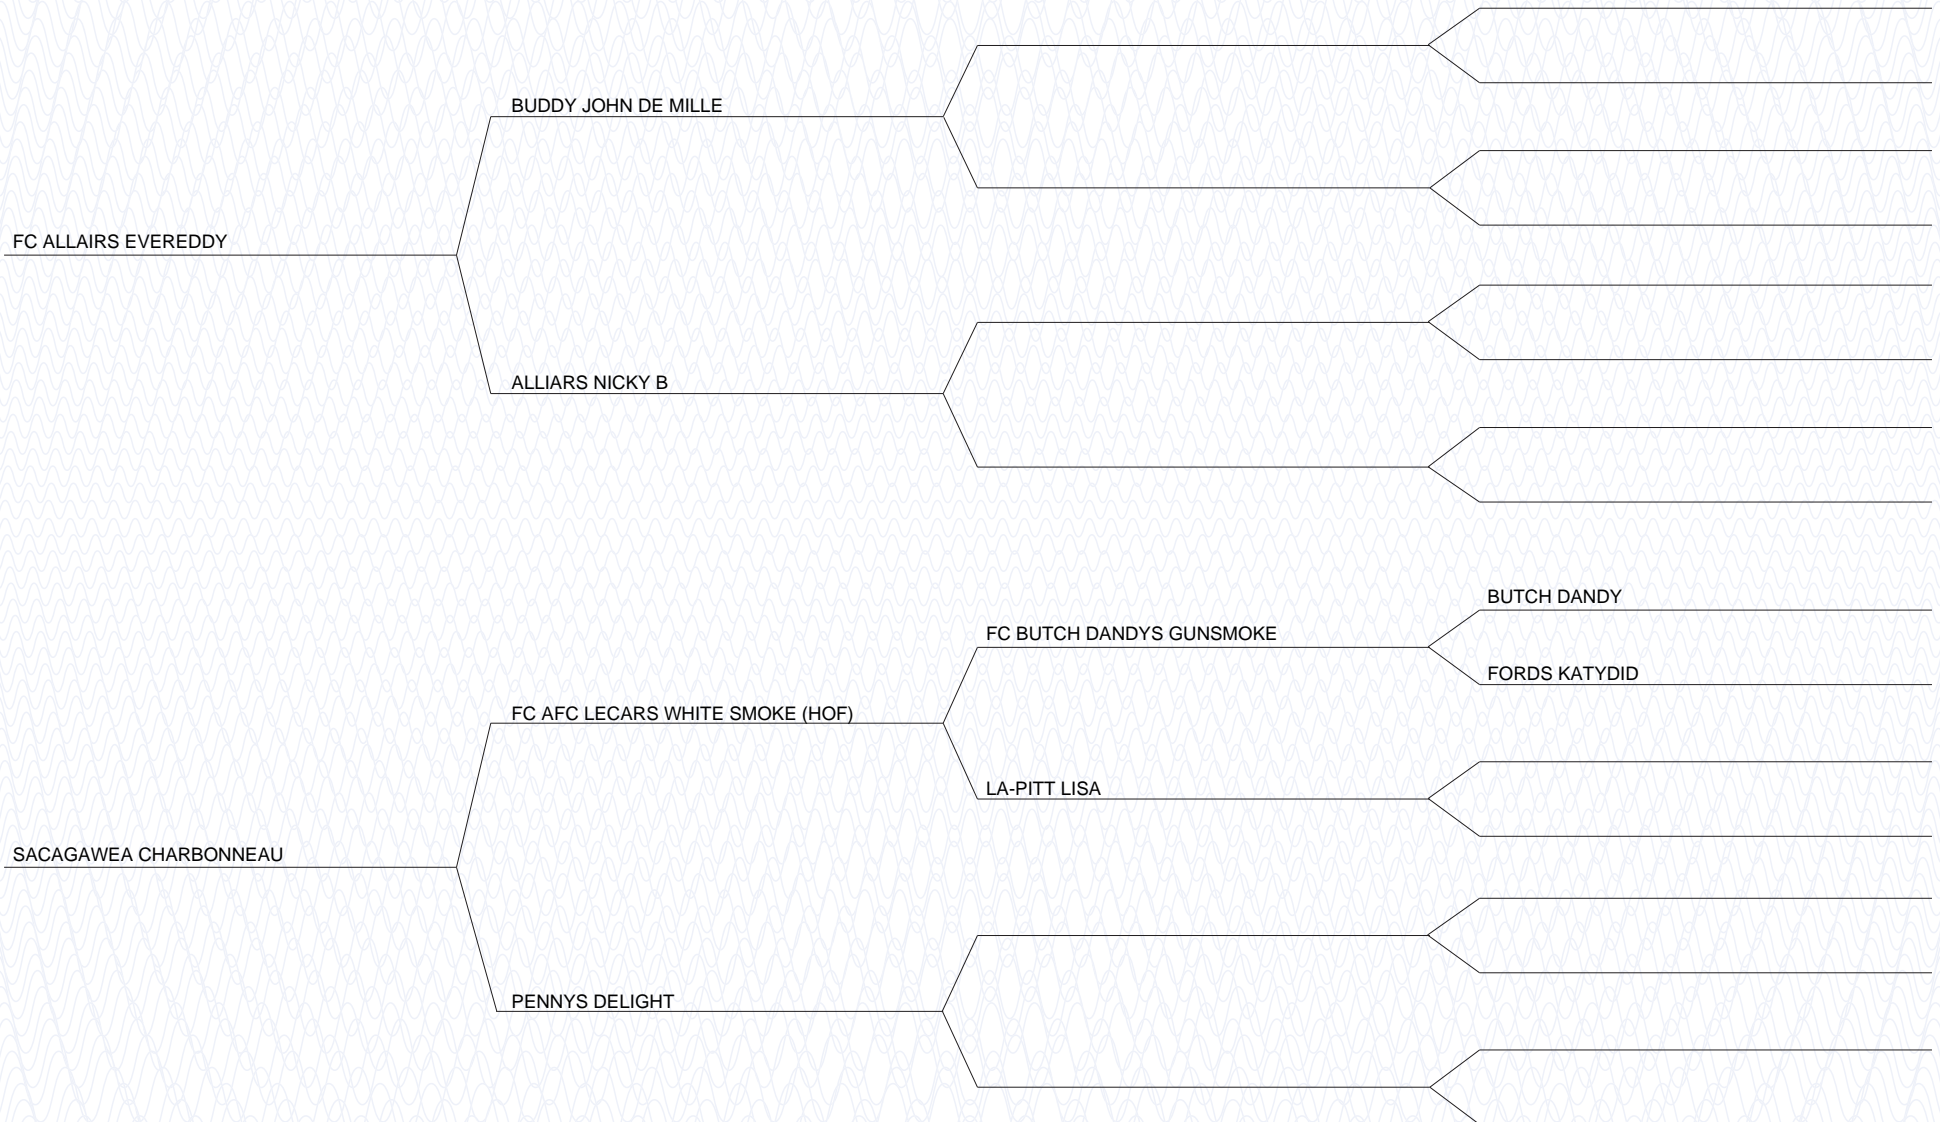 BUDDY JOHN DE MILLE
FC ALLAIRS EVEREDDY
ALLIARS NICKY B
BUTCH DANDY
FC BUTCH DANDYS GUNSMOKE
FORDS KATYDID
FC AFC LECARS WHITE SMOKE (HOF)
LA-PITT LISA
SACAGAWEA CHARBONNEAU
PENNYS DELIGHT